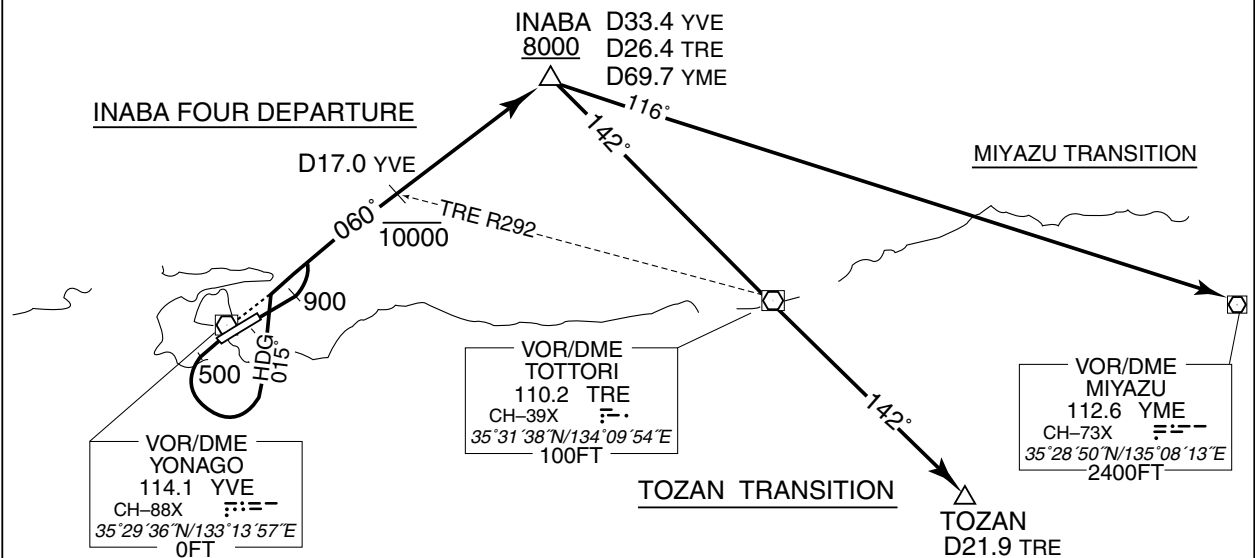 INABA D33.4 YVE
8000 D26.4 TRE
D69.7 YME
INABA FOUR DEPARTURE
116°
142°
D17.0 YVE
MIYAZU TRANSITION
060°
TRE R292
10000
900
HDG
015°
500
VOR/DME
TOTTORI
110.2 TRE
CH–39X
35°31´38˝N/134°09´54˝E
100FT
VOR/DME
MIYAZU
112.6 YME
CH–73X
35°28´50˝N/135°08´13˝E
2400FT
142°
VOR/DME
YONAGO
114.1 YVE
CH–88X
35°29´36˝N/133°13´57˝E
0FT
TOZAN TRANSITION
TOZAN
D21.9 TRE